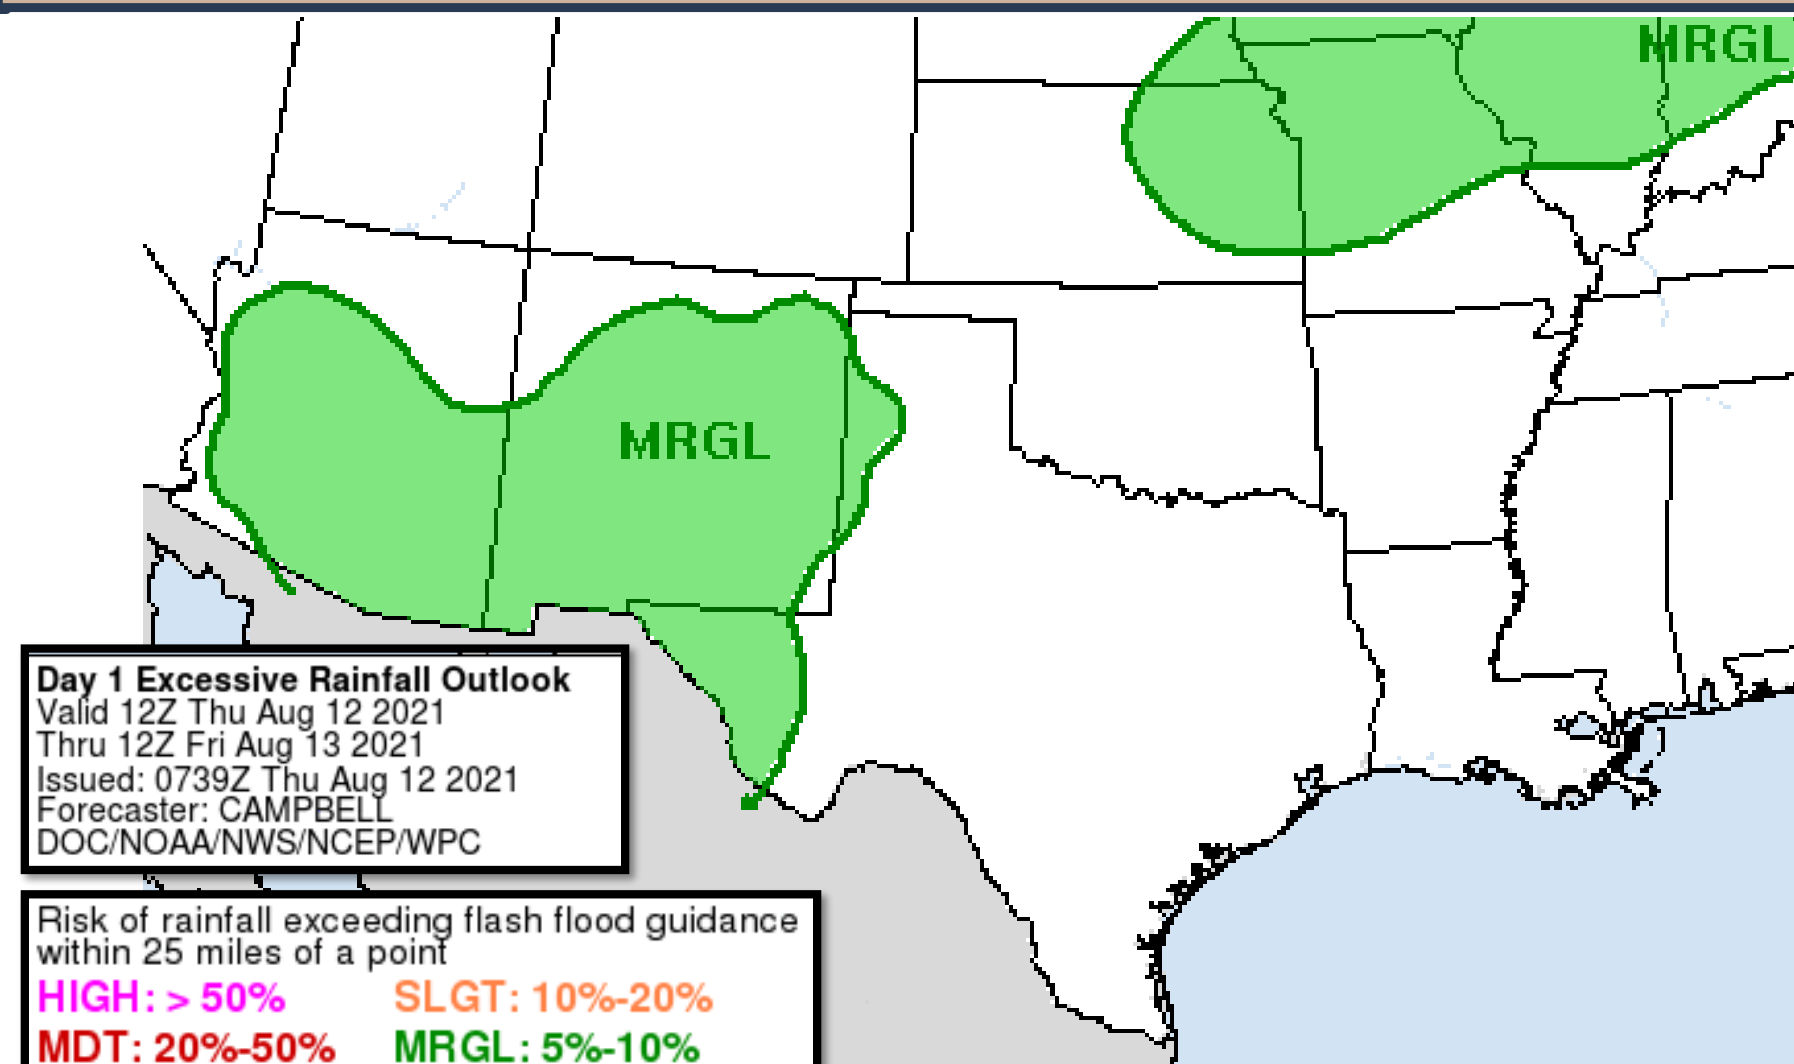 MRGL
MRGL
Day 1 Excessive Rainfall Outlook
Valid 12Z Thu Aug 12 2021
Thru 12Z Fri Aug 13 2021
Issued: 0739Z Thu Aug 12 2021
Forecaster: CAMPBELL
DOC/NOAA/NWS/NCEP/WPC
Risk of rainfall exceeding flash flood guidance
within 25 miles of a point
HIGH: > 50% SLGT: 10%-20%
MDT: 20%-50% MRGL: 5%-10%